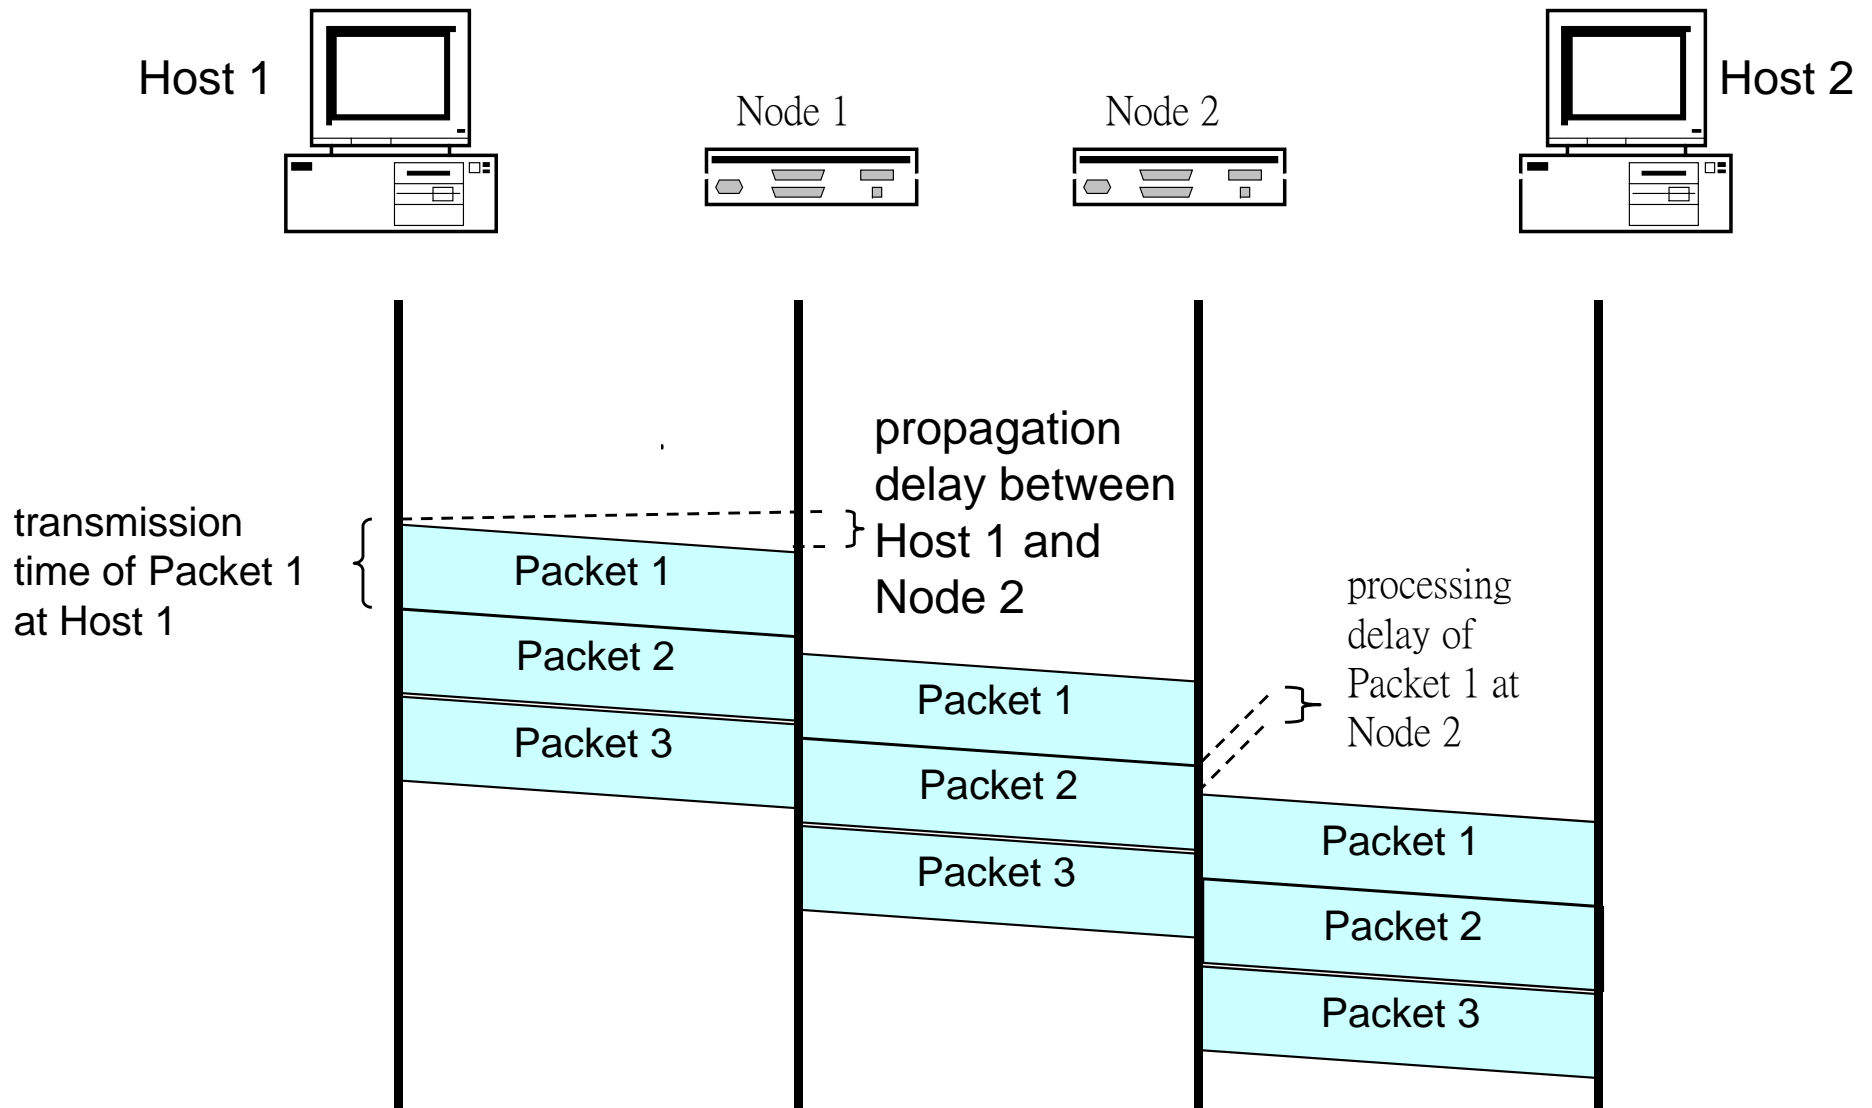 Host 1
Node 1
Node 2
Host 2
propagation
delay between
Host 1 and
Node 2
transmission
time of Packet 1
at Host 1
processing
delay of
Packet 1 at
Node 2
Packet 1
Packet 2
Packet 3
Packet 1
Packet 2
Packet 3
Packet 1
Packet 2
Packet 3